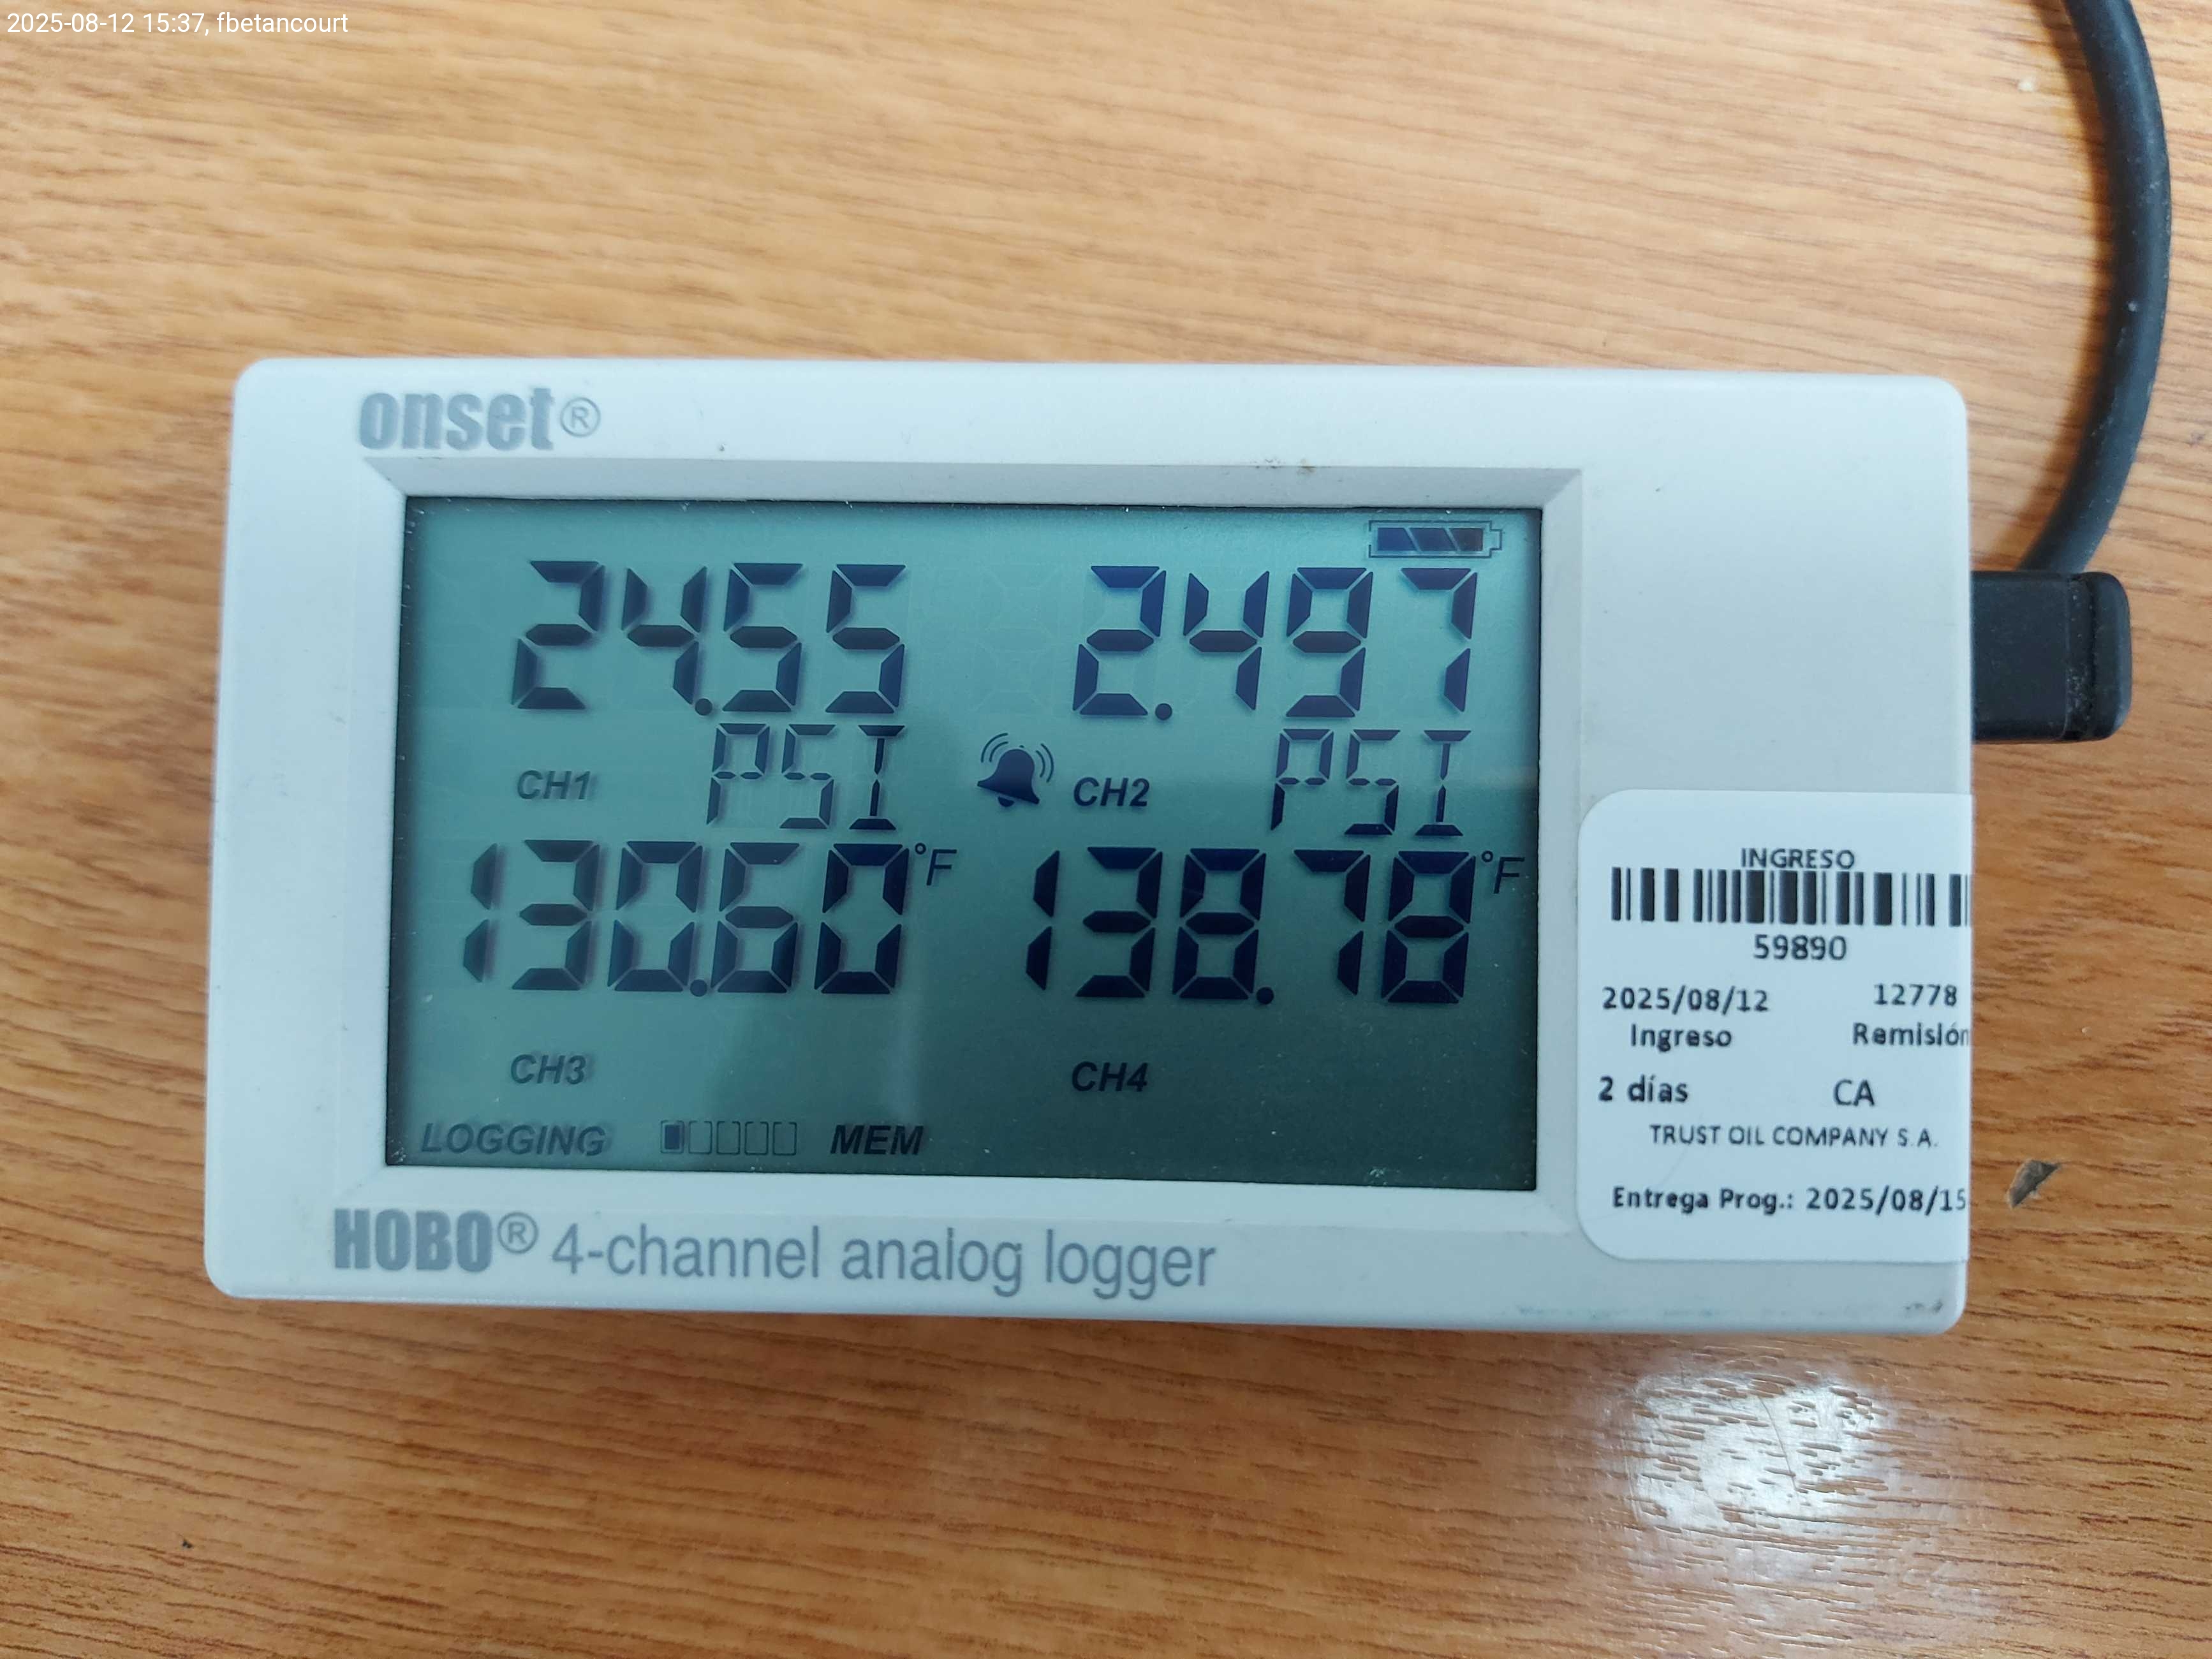 2025-08-12 15:37, fbetancourt
onset®
24.55 2.497
CH1 PSI CH2 PSI
130.60 °F 138.78 °F
CH3 CH4
LOGGING MEM
HOBO® 4-channel analog logger
INGRESO
59890
2025/08/12 12778
Ingreso Remisión
2 días CA
TRUST OIL COMPANY S.A.
Entrega Prog.: 2025/08/15